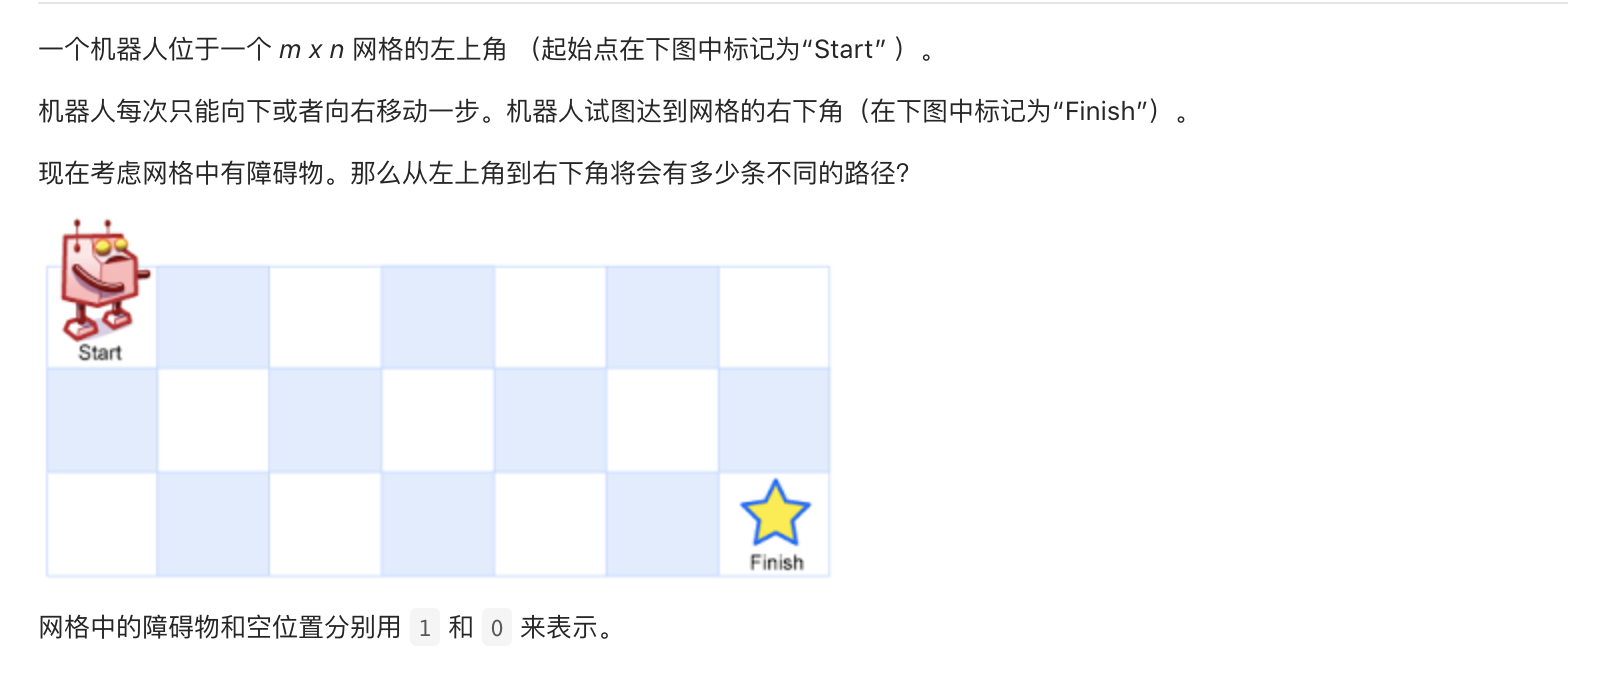 一个机器人位于一个 m x n 网格的左上角 （起始点在下图中标记为“Start” ）。
机器人每次只能向下或者向右移动一步。机器人试图达到网格的右下角（在下图中标记为“Finish”）。
现在考虑网格中有障碍物。那么从左上角到右下角将会有多少条不同的路径?
Start
Finish
网格中的障碍物和空位置分别用 1 和 0 来表示。